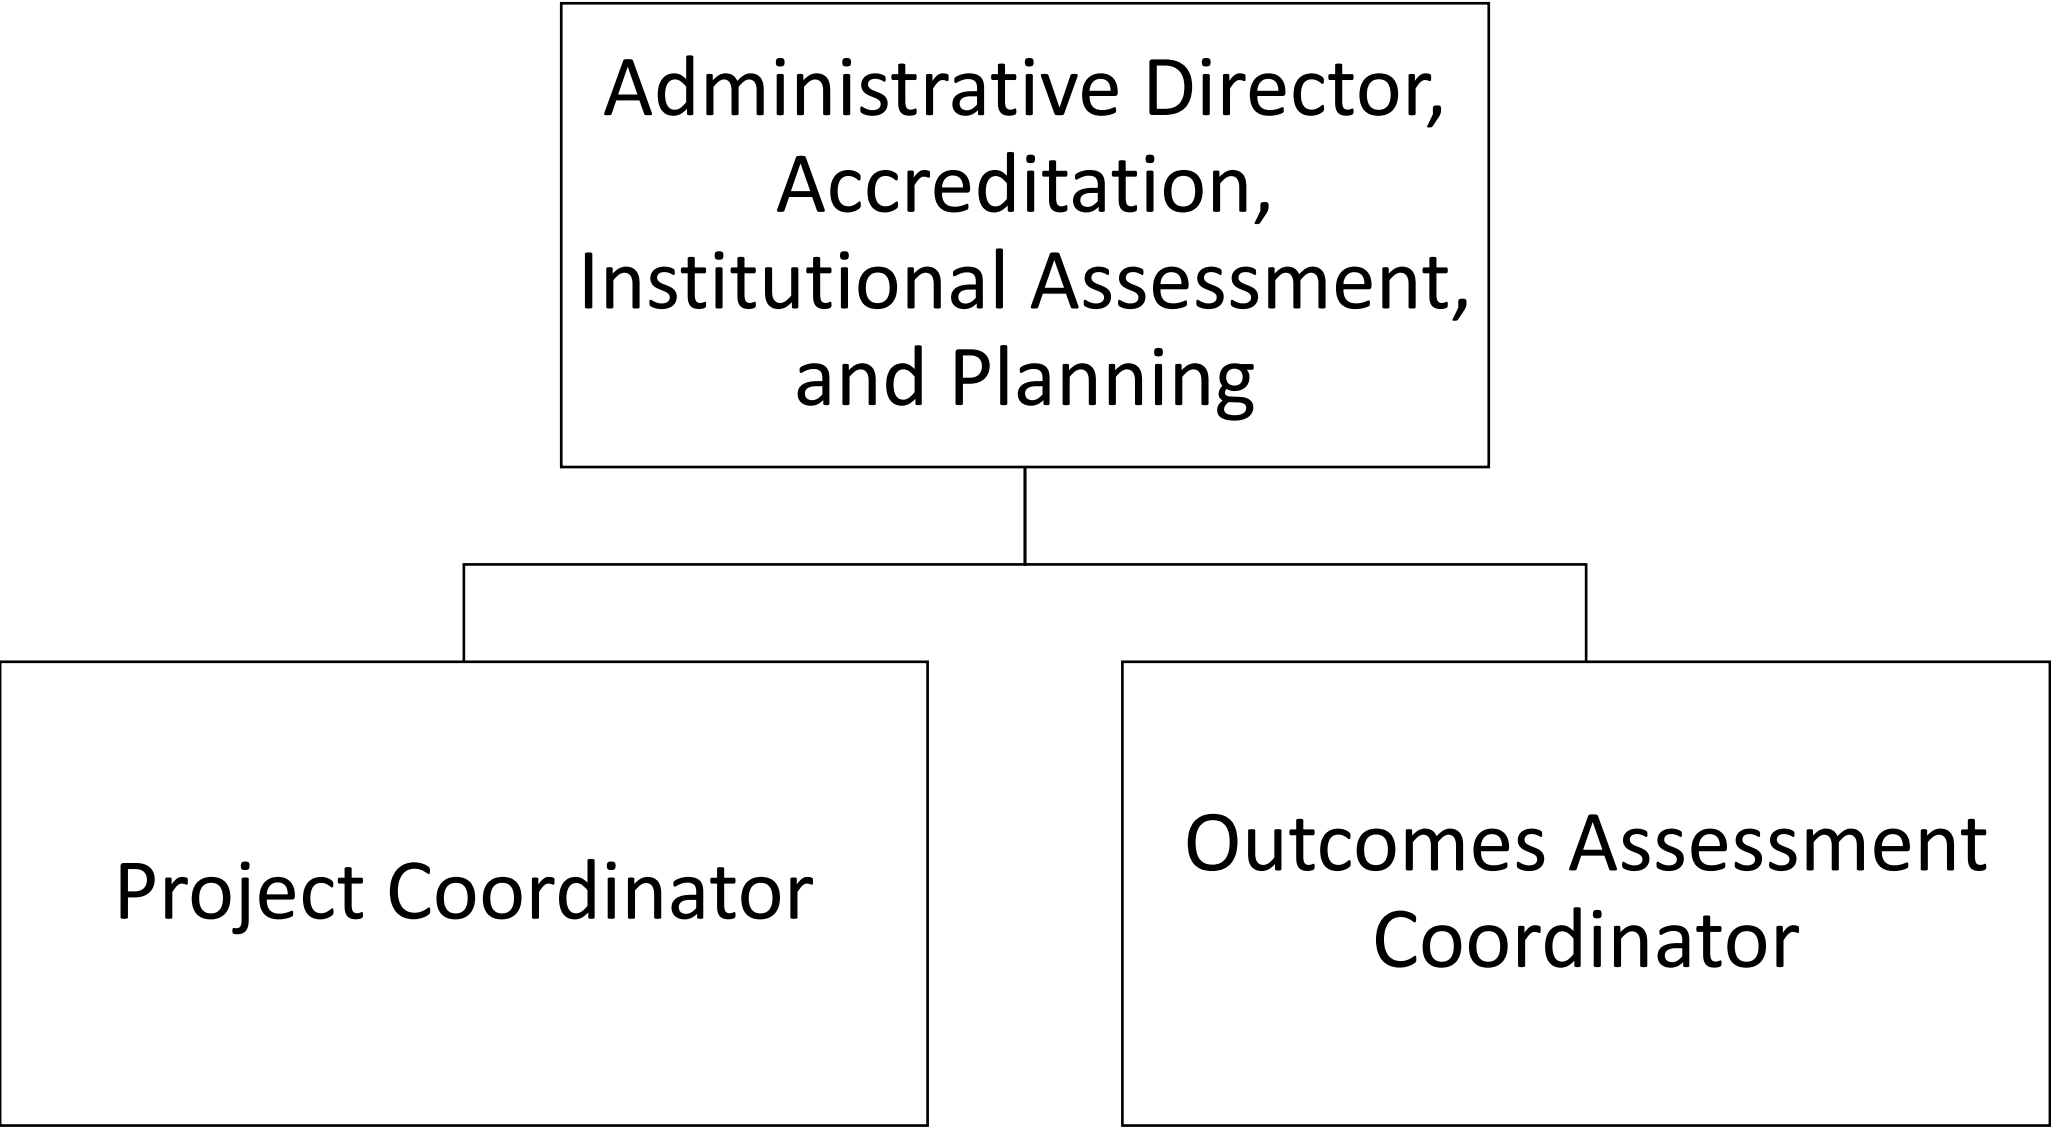 Administrative Director,
Accreditation,
Institutional Assessment,
and Planning
Project Coordinator
Outcomes Assessment
Coordinator